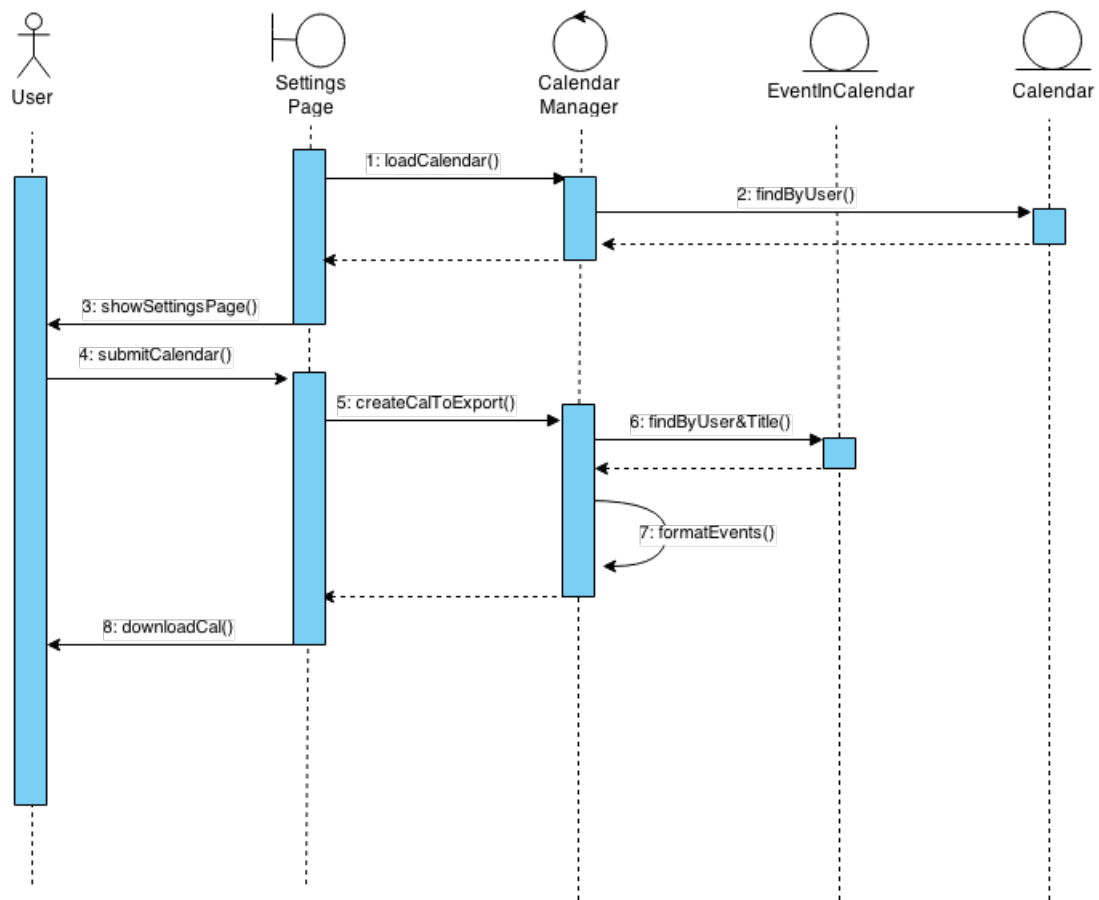 User
Settings
Page
Calendar
Manager
EventInCalendar
Calendar
1: loadCalendar()
2: findByUser()
3: showSettingsPage()
4: submitCalendar()
5: createCalToExport()
6: findByUser&Title()
7: formatEvents()
8: downloadCal()